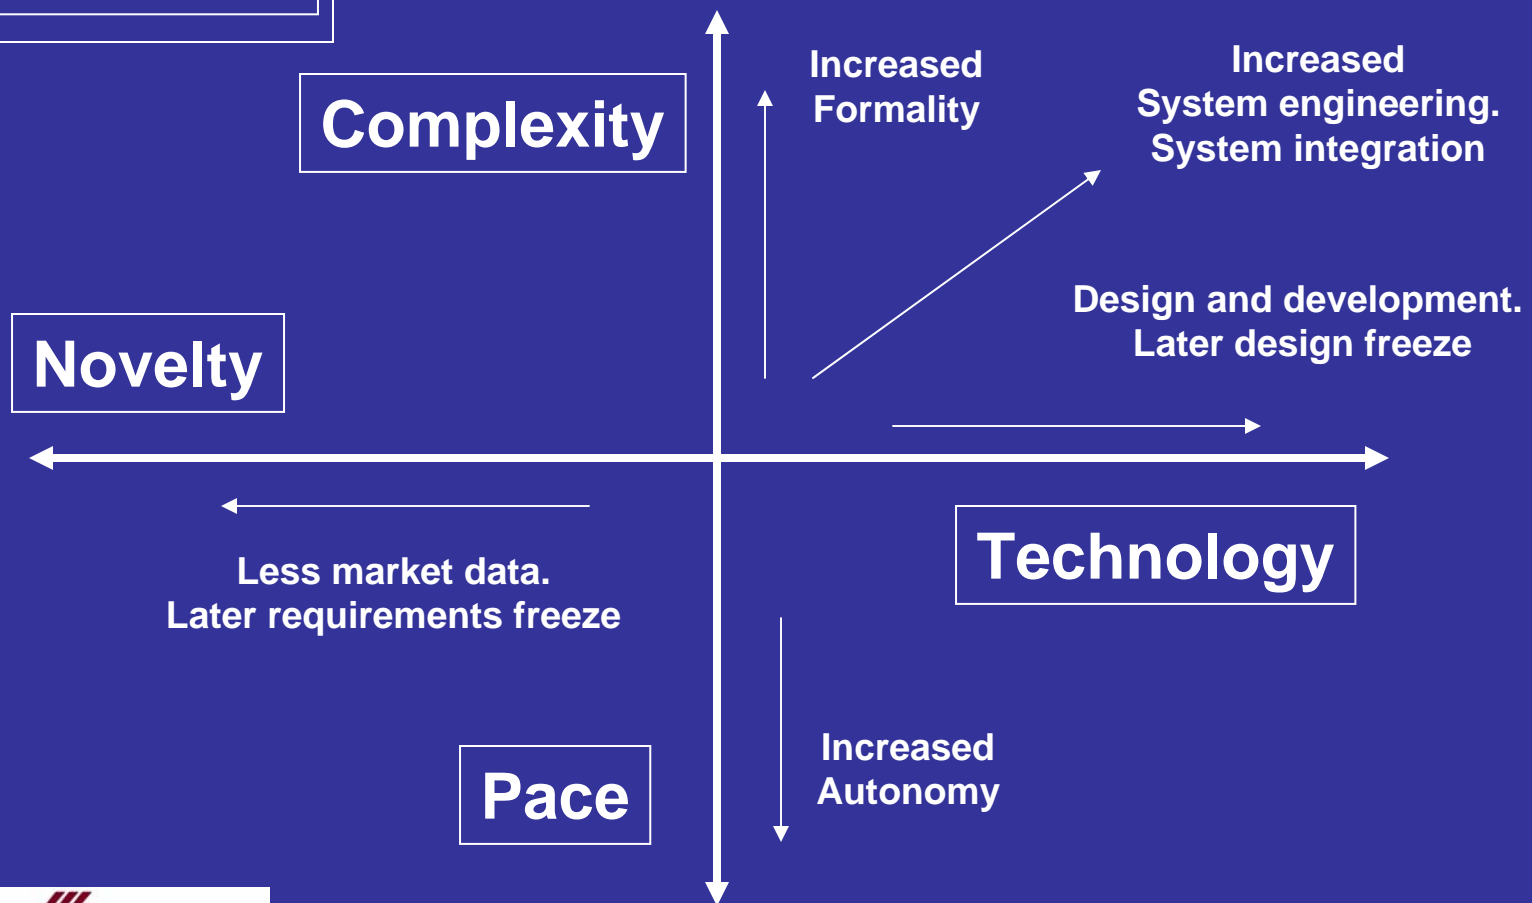 Increased
Formality
Increased
System engineering.
System integration
Complexity
Design and development.
Later design freeze
Novelty
Technology
Less market data.
Later requirements freeze
Increased
Autonomy
Pace